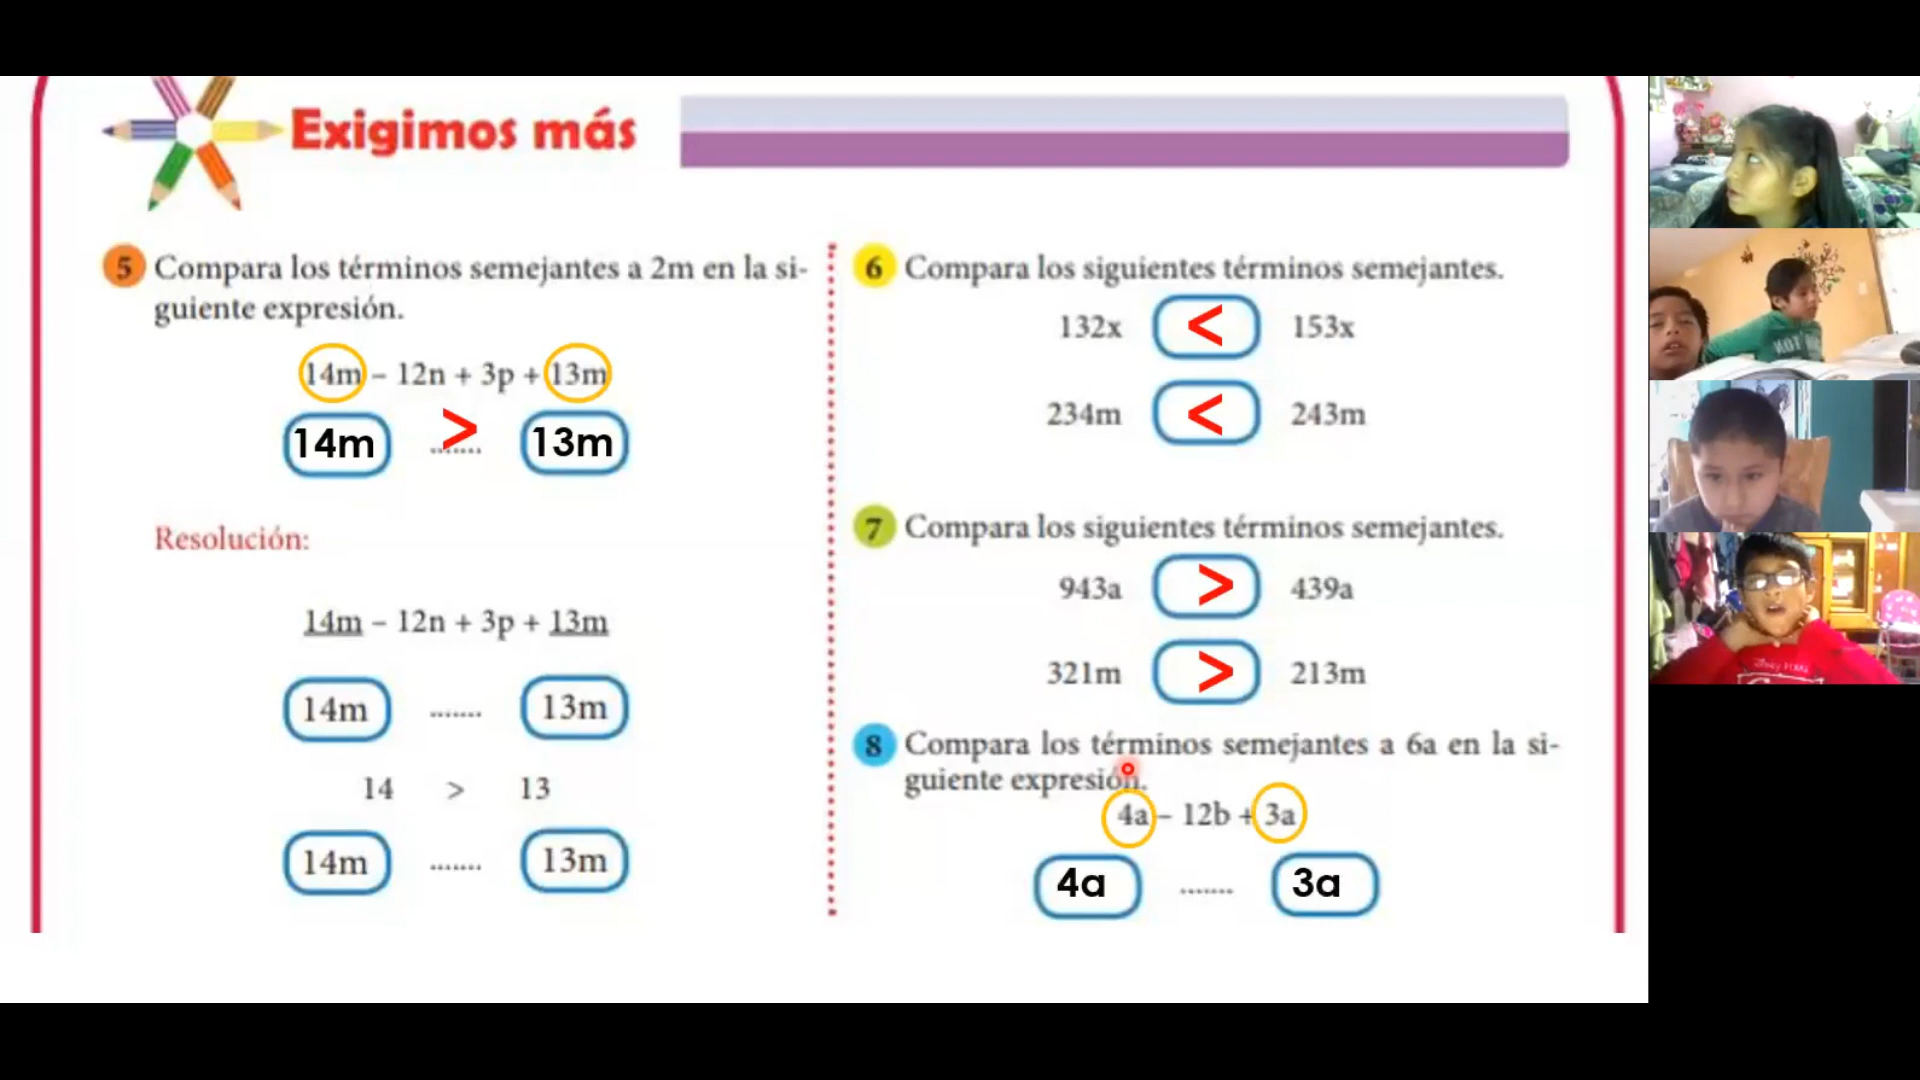 Exigimos más
5 Compara los términos semejantes a 2m en la si-
guiente expresión.
14m – 12n + 3p + 13m
14m > ....... 13m
Resolución:
14m – 12n + 3p + 13m
14m ....... 13m
14 > 13
14m ....... 13m
6 Compara los siguientes términos semejantes.
132x < 153x
234m < 243m
7 Compara los siguientes términos semejantes.
943a > 439a
321m > 213m
8 Compara los términos semejantes a 6a en la si-
guiente expresión.
4a – 12b + 3a
4a ....... 3a